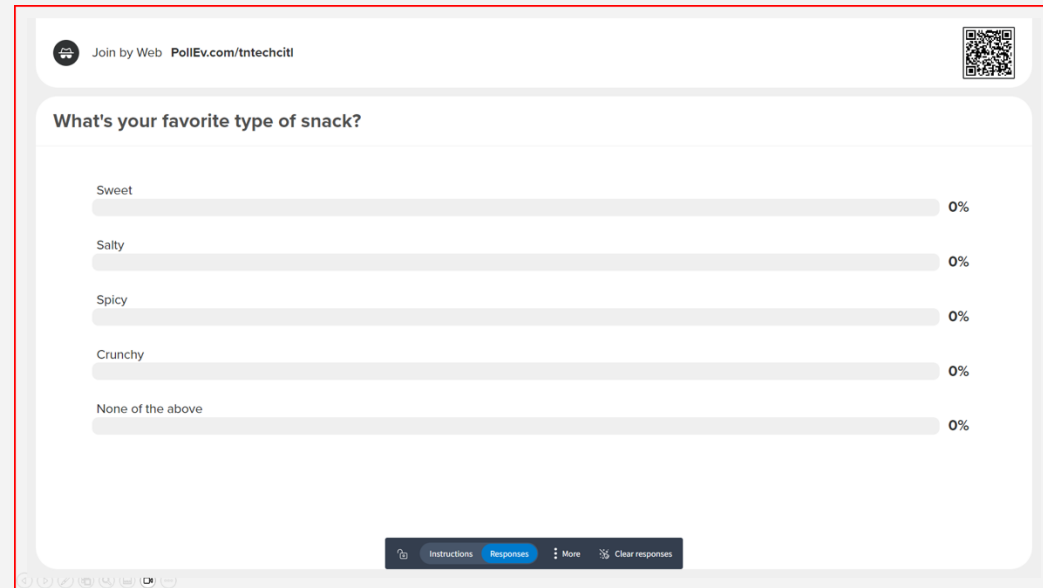 Join by Web PollEv.com/tntechcitl
What's your favorite type of snack?
Sweet
0%
Salty
0%
Spicy
0%
Crunchy
0%
None of the above
0%
Instructions Responses More Clear responses